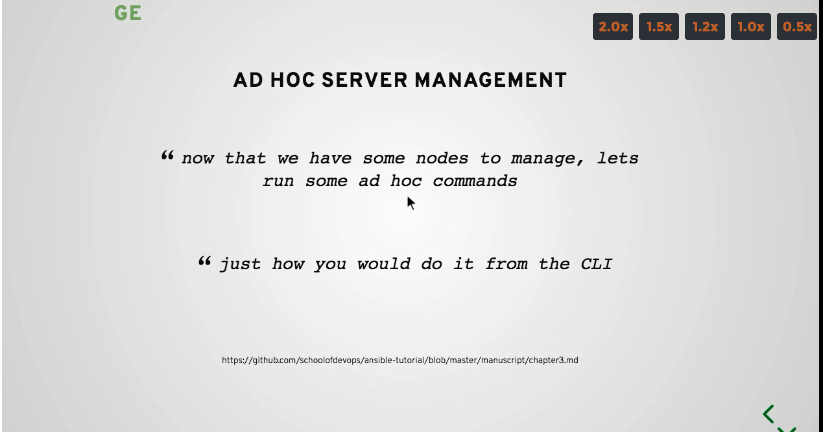 GE
2.0x 1.5x 1.2x 1.0x 0.5x
AD HOC SERVER MANAGEMENT
“ now that we have some nodes to manage, lets
run some ad hoc commands
“ just how you would do it from the CLI
https://github.com/schoolofdevops/ansible-tutorial/blob/master/manuscript/chapter3.md